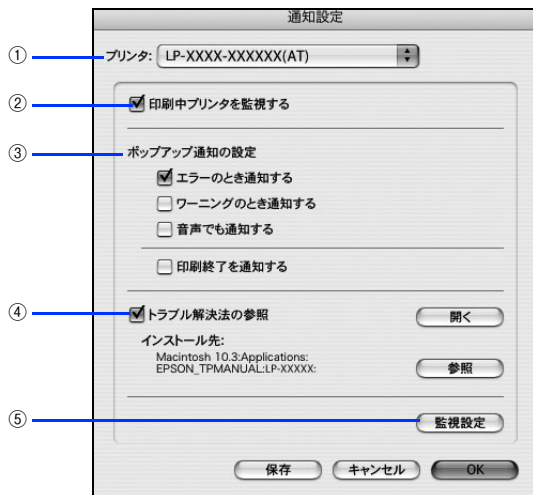 通知設定
① プリンタ: LP-XXXX-XXXXXX(AT)
② 印刷中プリンタを監視する
③ ポップアップ通知の設定
エラーのとき通知する
ワーニングのとき通知する
音声でも通知する
印刷終了を通知する
④ トラブル解決法の参照 開く
インストール先:
Macintosh 10.3:Applications:
EPSON_TPMANUAL:LP-XXXXX: 参照
⑤ 監視設定
保存 キャンセル OK